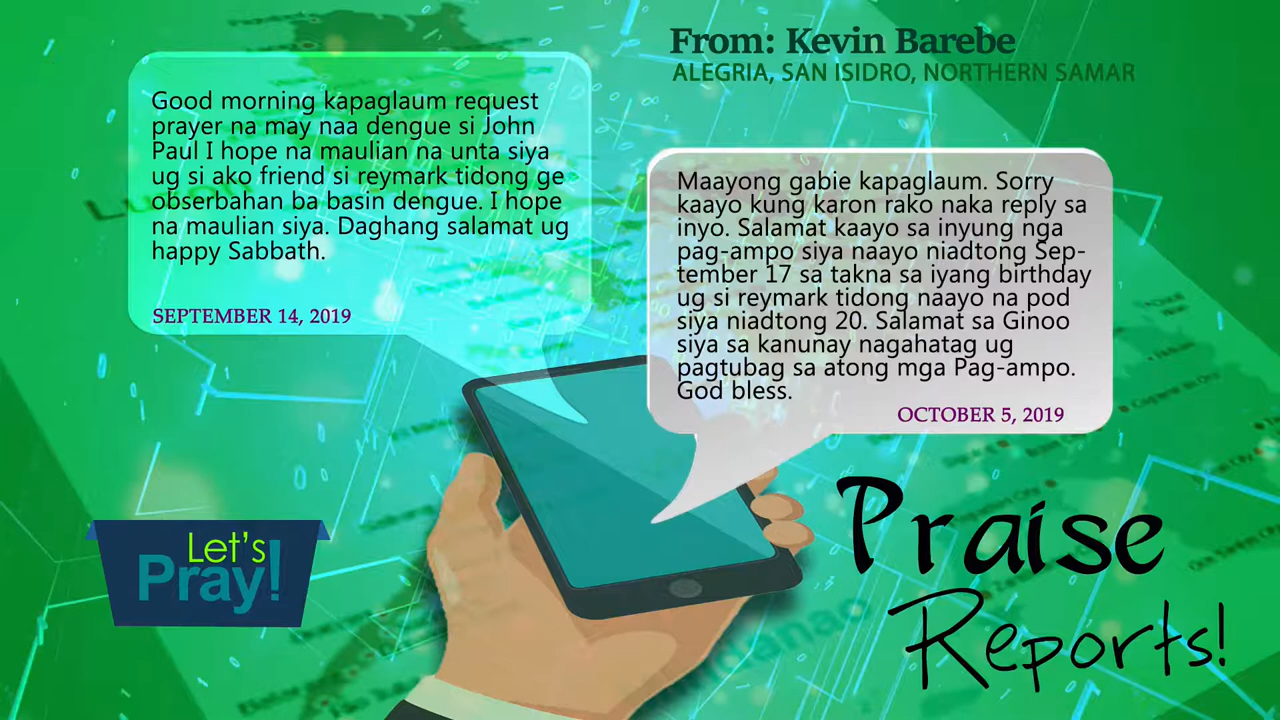 From: Kevin Barebe
ALEGRIA, SAN ISIDRO, NORTHERN SAMAR
Good morning kapaglaum request
prayer na may naa dengue si John
Paul I hope na maulian na unta siya
ug si ako friend si reymark tidong ge
obserbahan ba basin dengue. I hope
na maulian siya. Daghang salamat ug
happy Sabbath.
SEPTEMBER 14, 2019
Maayong gabie kapaglaum. Sorry
kaayo kung karon rako naka reply sa
inyo. Salamat kaayo sa inyung nga
pag-ampo siya naayo niadtong Sep-
tember 17 sa takna sa iyang birthday
ug si reymark tidong naayo na pod
siya niadtong 20. Salamat sa Ginoo
siya sa kanunay nagahatag ug
pagtubag sa atong mga Pag-ampo.
God bless.
OCTOBER 5, 2019
Let's
Pray!
Praise
Reports!